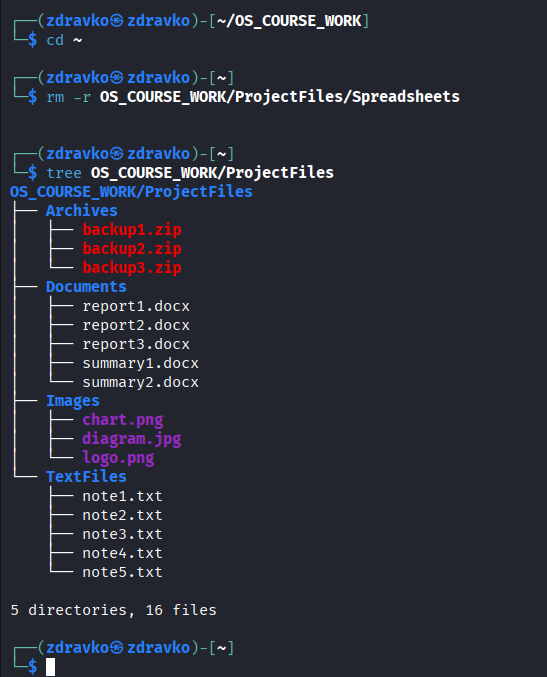 ┌──(zdravko㉿zdravko)-[~/OS_COURSE_WORK]
└─$ cd ~
┌──(zdravko㉿zdravko)-[~]
└─$ rm -r OS_COURSE_WORK/ProjectFiles/Spreadsheets
┌──(zdravko㉿zdravko)-[~]
└─$ tree OS_COURSE_WORK/ProjectFiles
OS_COURSE_WORK/ProjectFiles
├── Archives
│   ├── backup1.zip
│   ├── backup2.zip
│   └── backup3.zip
├── Documents
│   ├── report1.docx
│   ├── report2.docx
│   ├── report3.docx
│   ├── summary1.docx
│   └── summary2.docx
├── Images
│   ├── chart.png
│   ├── diagram.jpg
│   └── logo.png
└── TextFiles
    ├── note1.txt
    ├── note2.txt
    ├── note3.txt
    ├── note4.txt
    └── note5.txt
5 directories, 16 files
┌──(zdravko㉿zdravko)-[~]
└─$